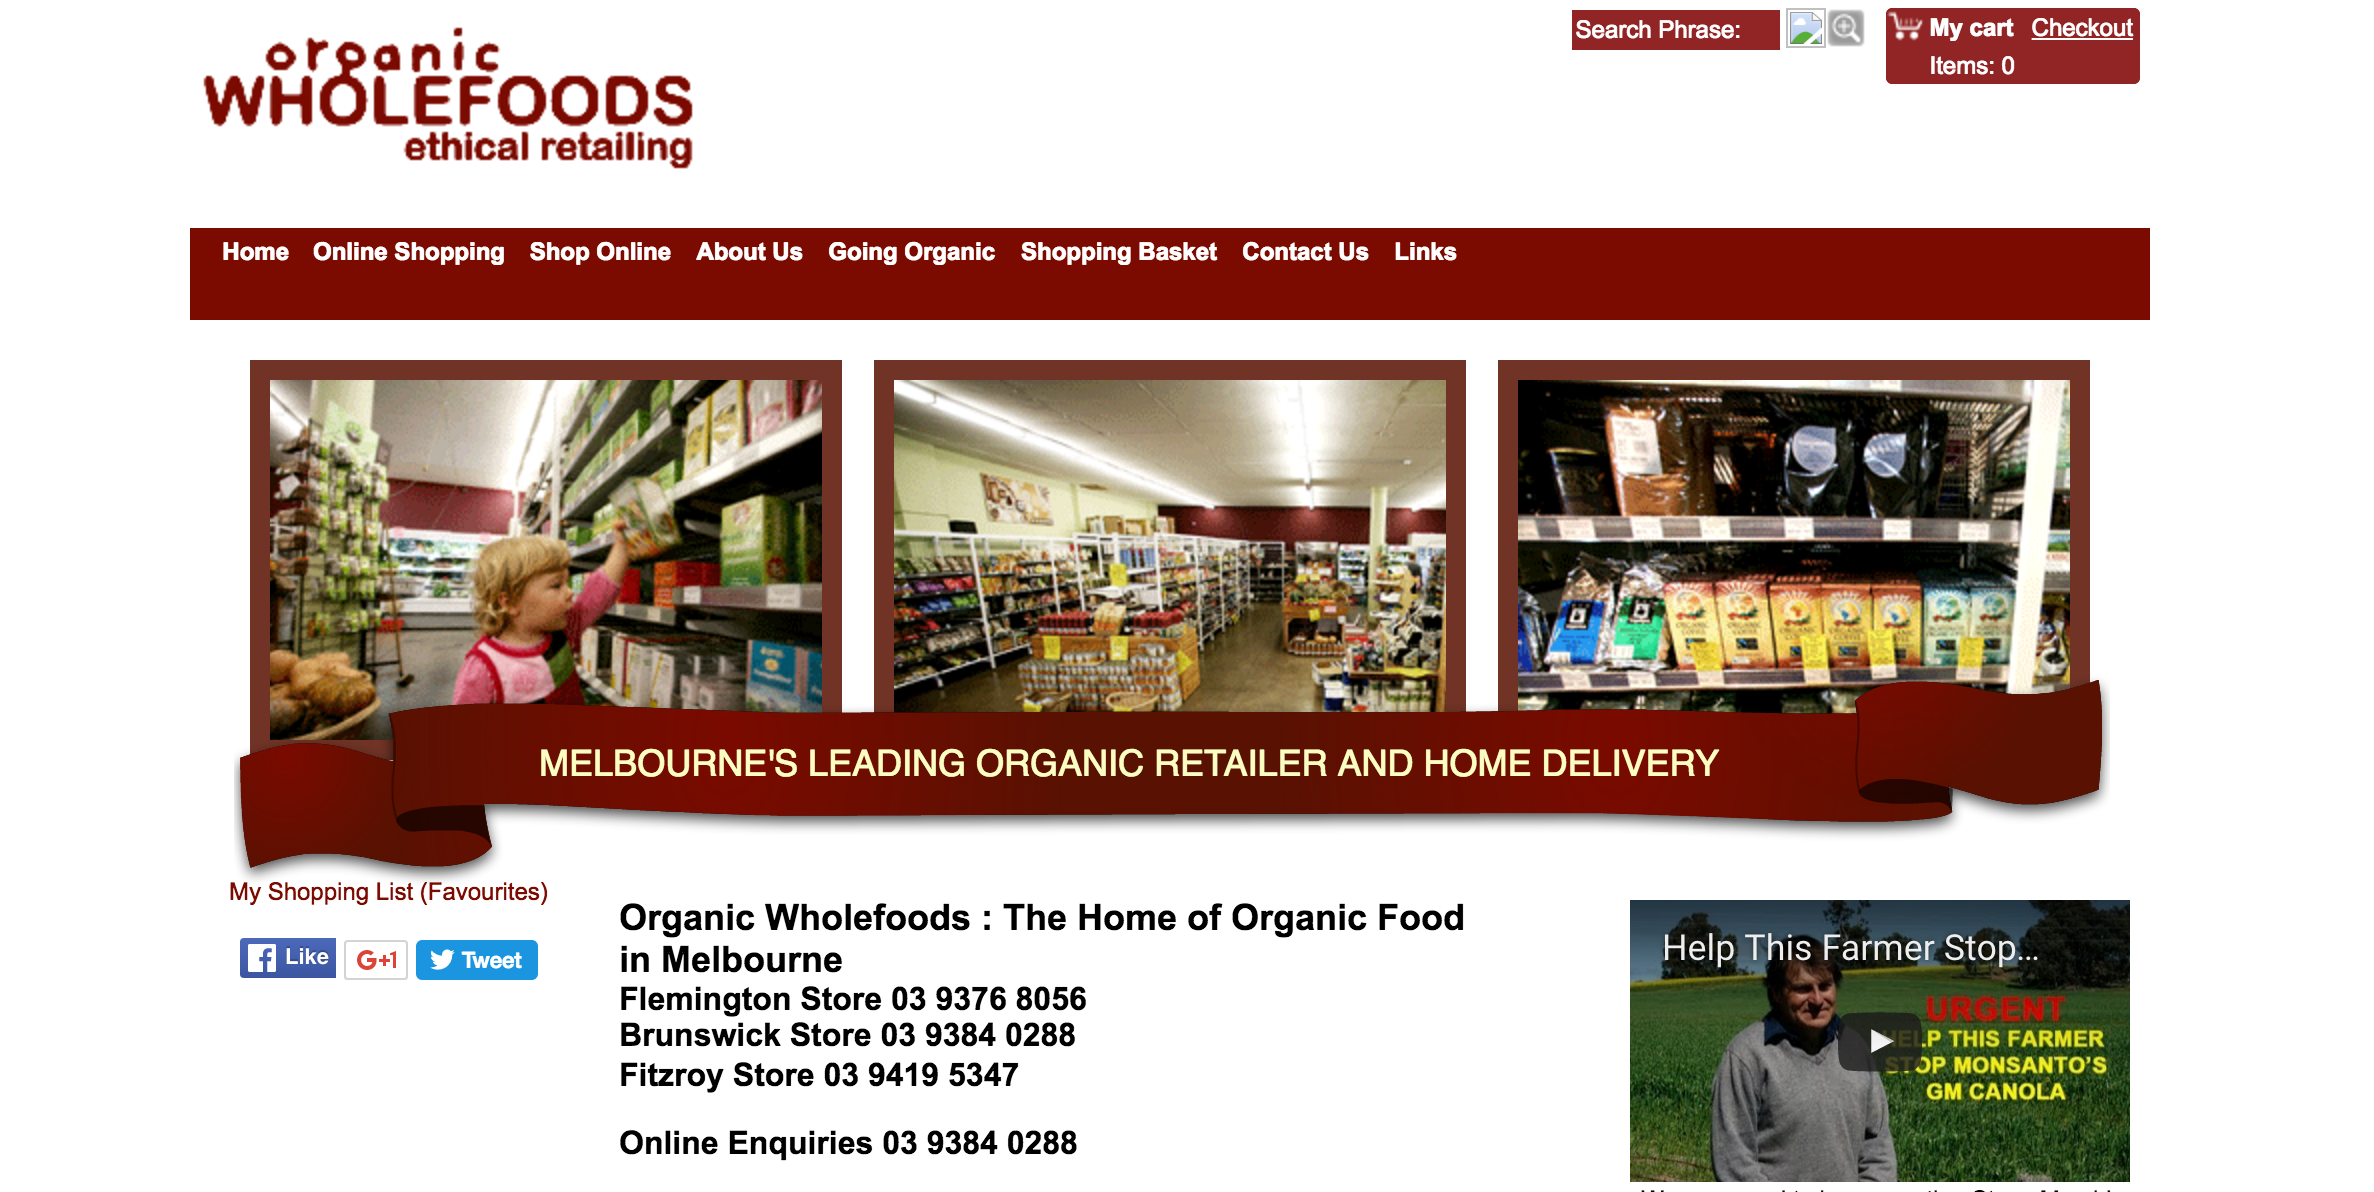 organic
WHOLEFOODS
ethical retailing
Search Phrase:
My cart Checkout
Items: 0
Home Online Shopping Shop Online About Us Going Organic Shopping Basket Contact Us Links
MELBOURNE'S LEADING ORGANIC RETAILER AND HOME DELIVERY
My Shopping List (Favourites)
Like G+1 Tweet
Organic Wholefoods : The Home of Organic Food
in Melbourne
Flemington Store 03 9376 8056
Brunswick Store 03 9384 0288
Fitzroy Store 03 9419 5347
Online Enquiries 03 9384 0288
Help This Farmer Stop...
URGENT
THIS FARMER
MONSANTO'S
GM CANOLA